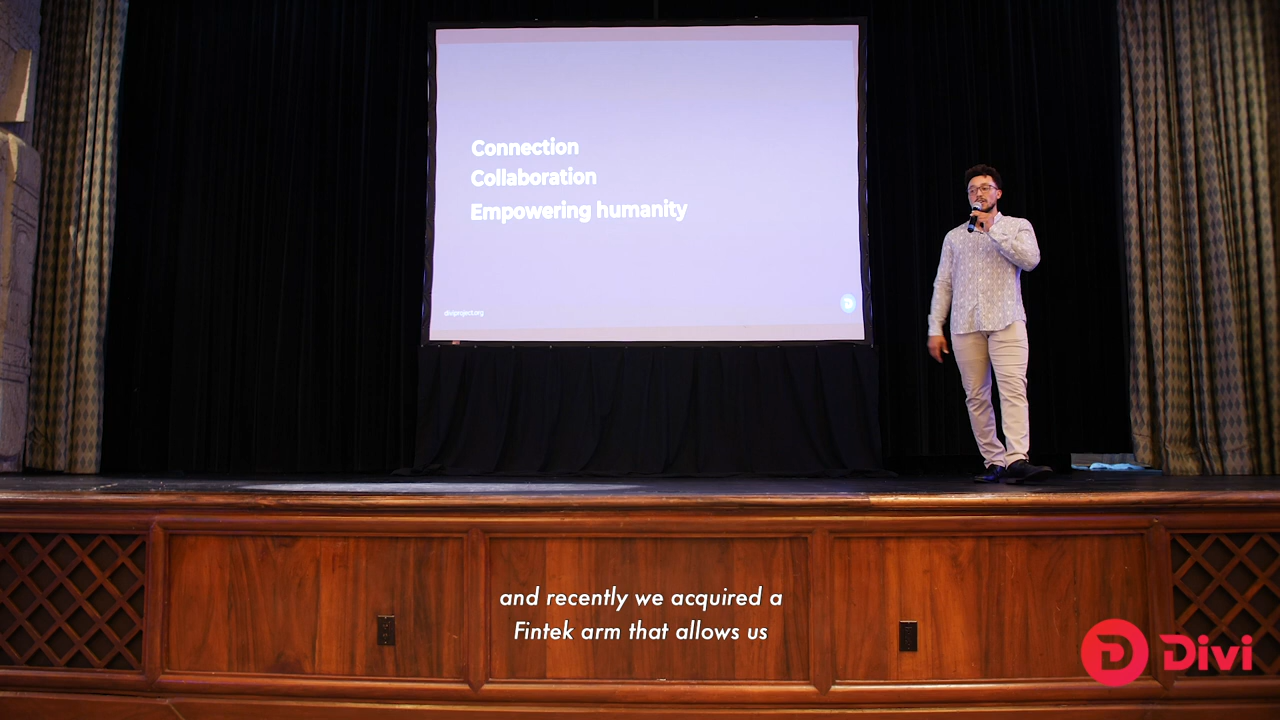 Connection
Collaboration
Empowering humanity
diviproject.org
D
and recently we acquired a
Fintek arm that allows us
D Divi